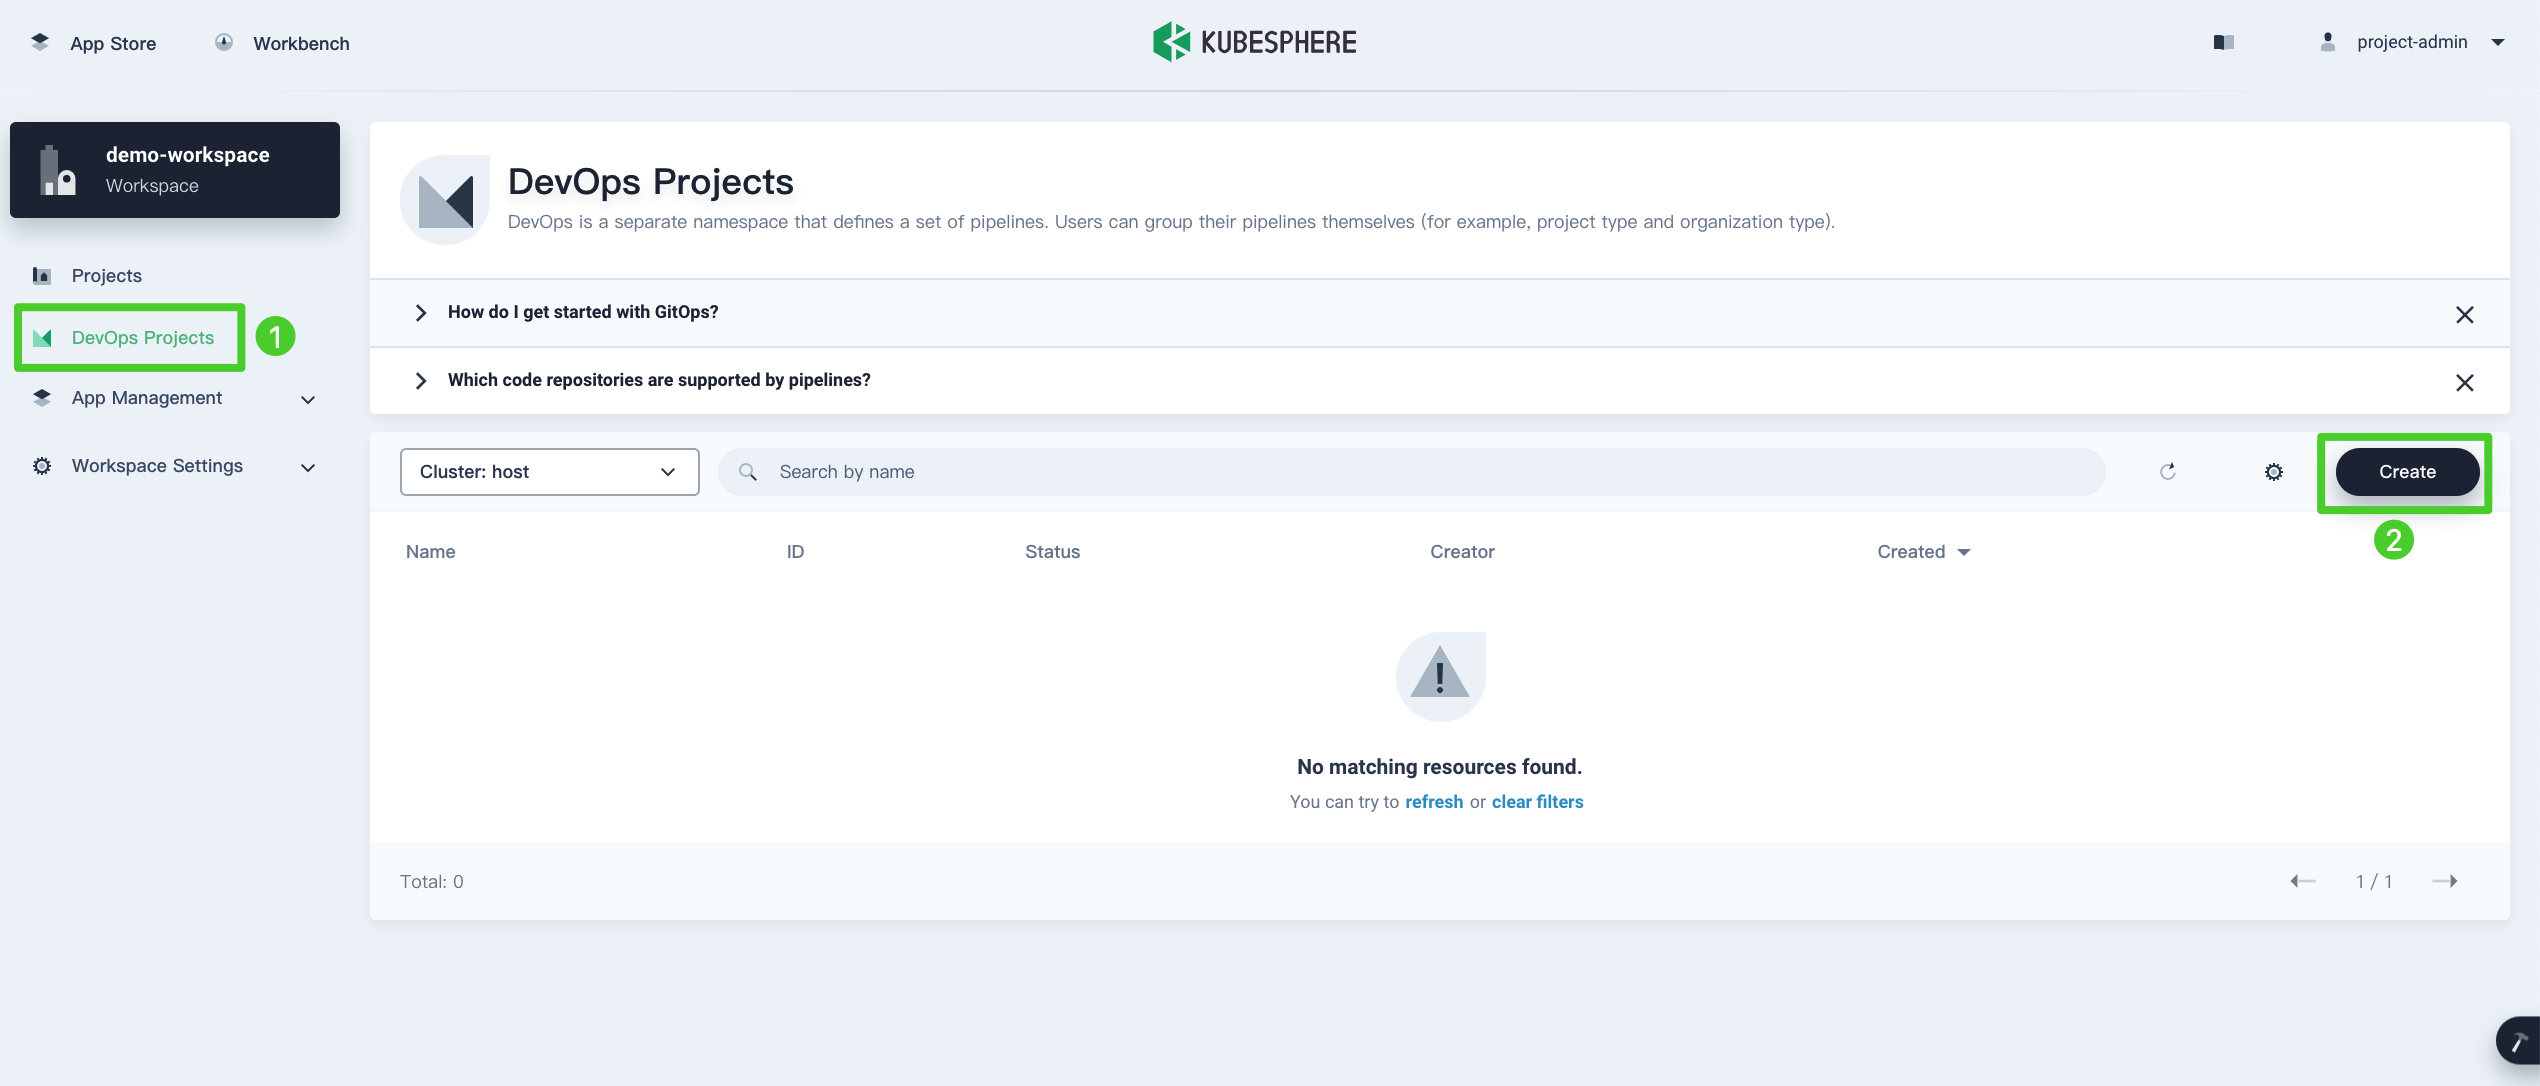 App Store
Workbench
KUBESPHERE
project-admin
demo-workspace
Workspace
Projects
DevOps Projects
1
App Management
Workspace Settings
DevOps Projects
DevOps is a separate namespace that defines a set of pipelines. Users can group their pipelines themselves (for example, project type and organization type).
How do I get started with GitOps?
Which code repositories are supported by pipelines?
Cluster: host
Search by name
Create
2
Name ID Status Creator Created
No matching resources found.
You can try to refresh or clear filters
Total: 0
1 / 1